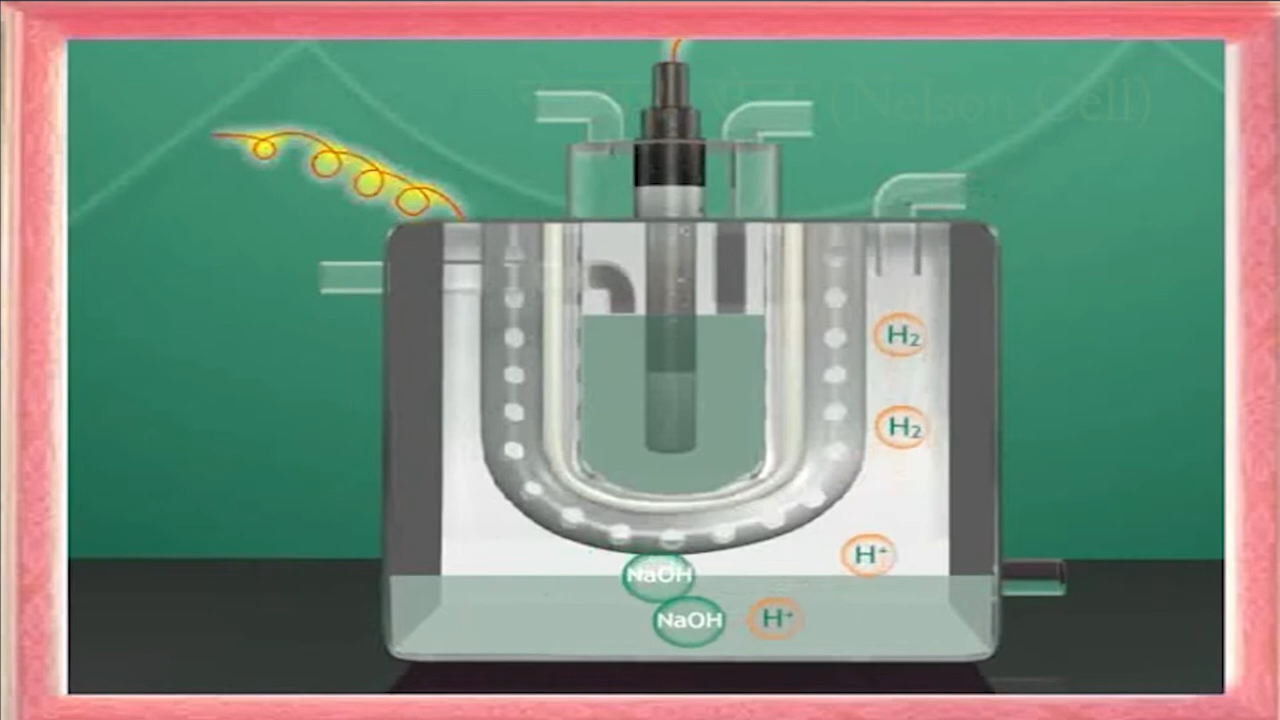 (Nelson Cell)
H₂
H₂
H⁺
NaOH
NaOH H⁺